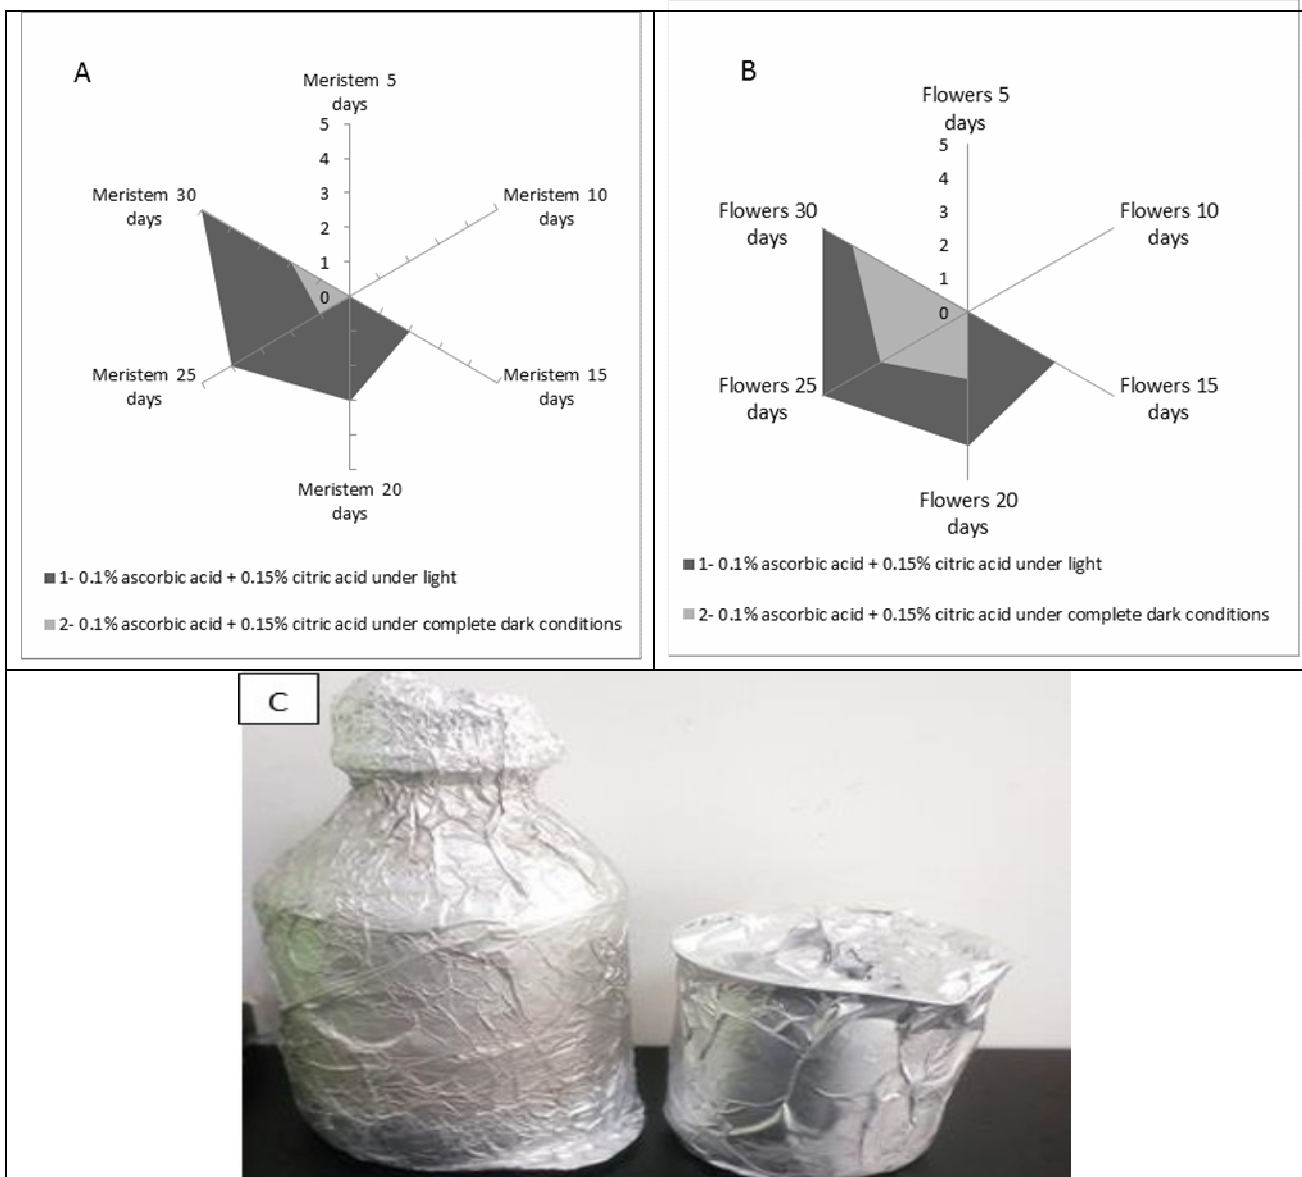 A
Meristem 5
days
5
4
3
2
1
0
Meristem 10
days
Meristem 15
days
Meristem 20
days
Meristem 25
days
Meristem 30
days
1- 0.1% ascorbic acid + 0.15% citric acid under light
2- 0.1% ascorbic acid + 0.15% citric acid under complete dark conditions
B
Flowers 5
days
5
4
3
2
1
0
Flowers 10
days
Flowers 15
days
Flowers 20
days
Flowers 25
days
Flowers 30
days
1- 0.1% ascorbic acid + 0.15% citric acid under light
2- 0.1% ascorbic acid + 0.15% citric acid under complete dark conditions
C